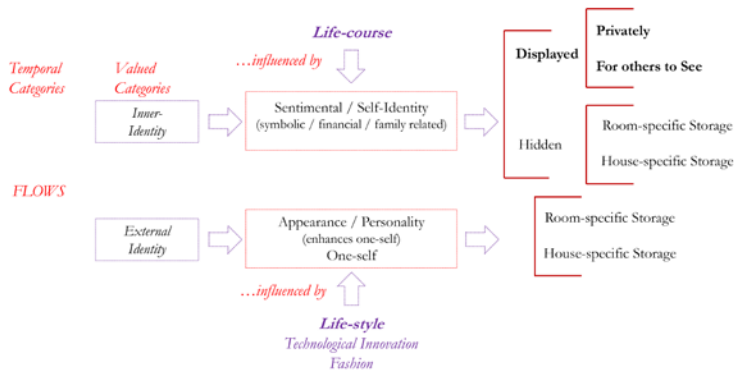 Life-course
…influenced by
Temporal
Categories
Valued
Categories
Inner-
Identity
Sentimental / Self-Identity
(symbolic / financial / family related)
Displayed
Privately
For others to See
Hidden
Room-specific Storage
House-specific Storage
FLOWS
External
Identity
Appearance / Personality
(enhances one-self)
One-self
Room-specific Storage
House-specific Storage
…influenced by
Life-style
Technological Innovation
Fashion